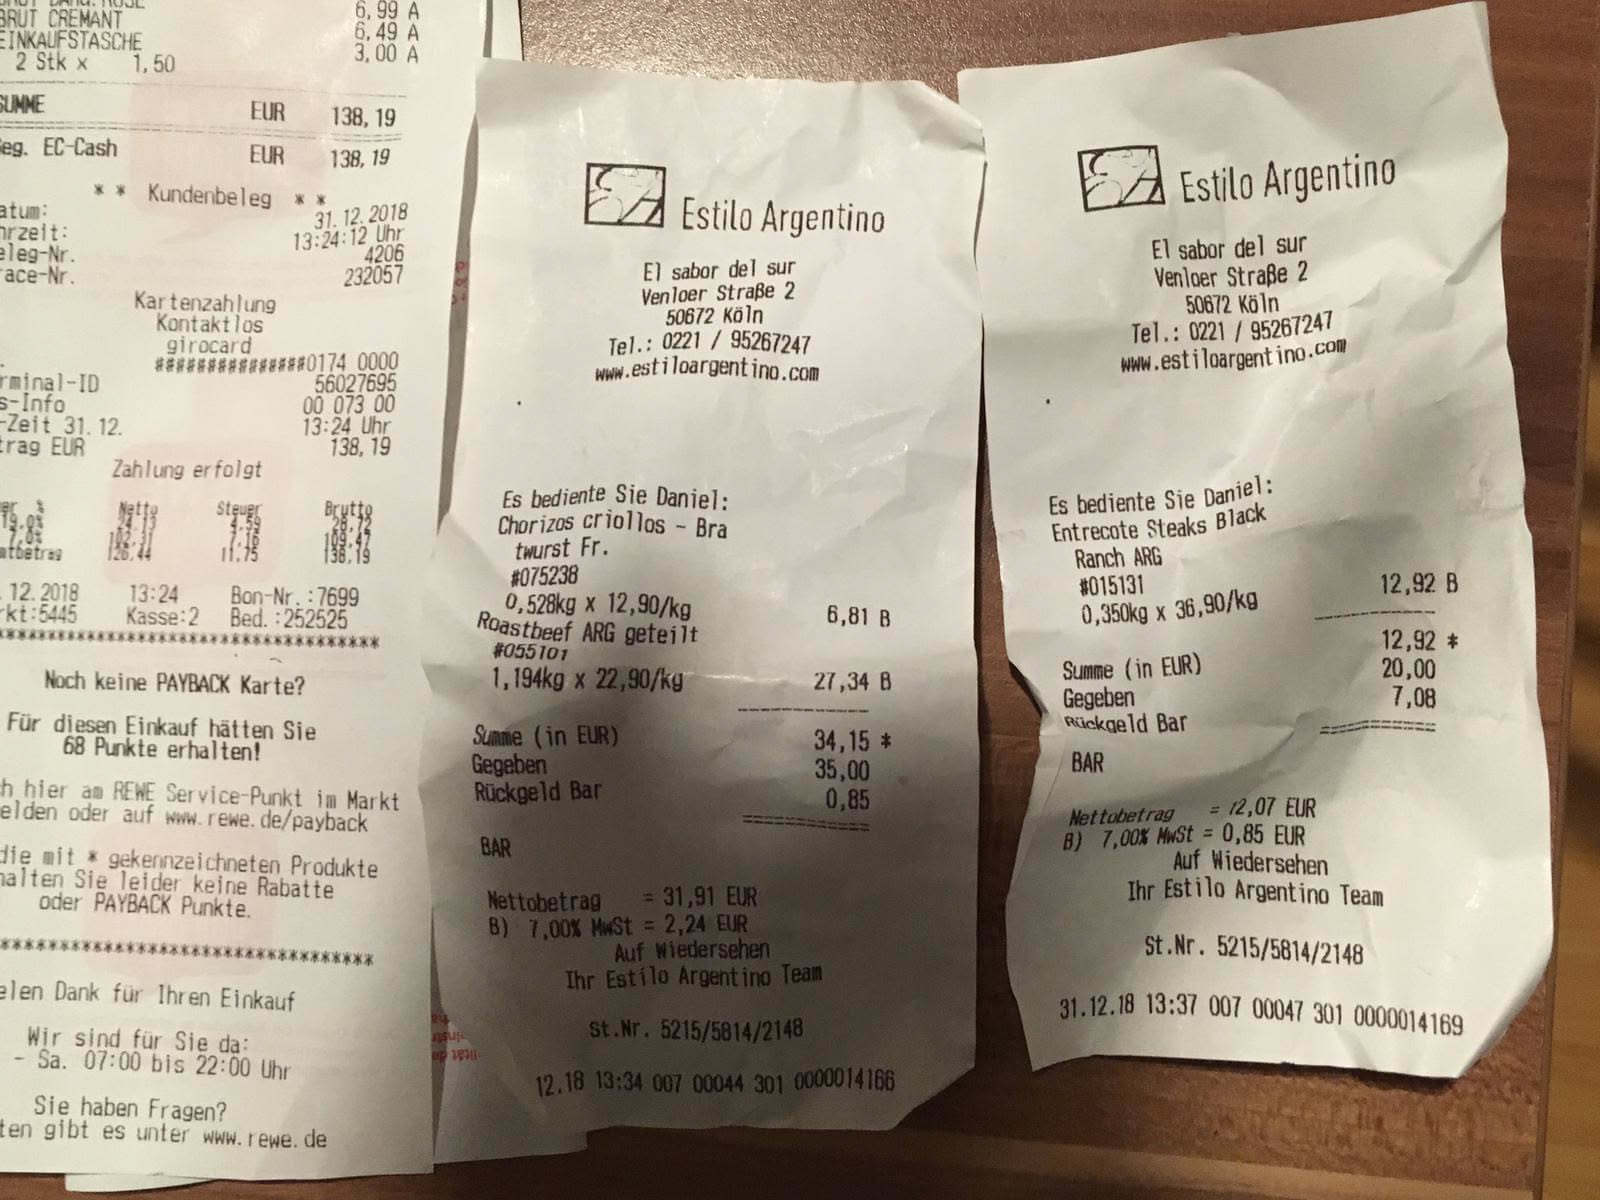 BRUT CREMANT 6,99 A
EINKAUFSTASCHE 6,49 A
2 Stk x 1,50 3,00 A
SUMME EUR 138,19
Geg. EC-Cash EUR 138,19
* * Kundenbeleg * *
Datum: 31.12.2018
Uhrzeit: 13:24:12 Uhr
Beleg-Nr. 4206
Trace-Nr. 232057
Kartenzahlung
Kontaktlos
girocard
###############0174 0000
Terminal-ID 56027695
s-Info 00 073 00
-Zeit 31.12. 13:24 Uhr
Betrag EUR 138,19
Zahlung erfolgt
% Netto Steuer Brutto
19.0% 24.13 4.59 28.72
7.0% 102.31 7.16 109.47
126.44 11.75 138.19
.12.2018 13:24 Bon-Nr.:7699
Markt:5445 Kasse:2 Bed.:252525
************************************
Noch keine PAYBACK Karte?
Für diesen Einkauf hätten Sie
68 Punkte erhalten!
ch hier am REWE Service-Punkt im Markt
elden oder auf www.rewe.de/payback
die mit * gekennzeichneten Produkte
halten Sie leider keine Rabatte
oder PAYBACK Punkte.
************************************
elen Dank für Ihren Einkauf
Wir sind für Sie da:
- Sa. 07:00 bis 22:00 Uhr
Sie haben Fragen?
ten gibt es unter www.rewe.de
Estilo Argentino
El sabor del sur
Venloer Straße 2
50672 Köln
Tel.: 0221 / 95267247
www.estiloargentino.com
Es bediente Sie Daniel:
Chorizos criollos - Bra
twurst Fr.
#075238
0,528kg x 12,90/kg 6,81 B
Roastbeef ARG geteilt
#055101
1,194kg x 22,90/kg 27,34 B
Summe (in EUR) 34,15 *
Gegeben 35,00
Rückgeld Bar 0,85
BAR
Nettobetrag = 31,91 EUR
B) 7,00% MwSt = 2,24 EUR
Auf Wiedersehen
Ihr Estilo Argentino Team
St.Nr. 5215/5814/2148
12.18 13:34 007 00044 301 0000014166
Estilo Argentino
El sabor del sur
Venloer Straße 2
50672 Köln
Tel.: 0221 / 95267247
www.estiloargentino.com
Es bediente Sie Daniel:
Entrecote Steaks Black
Ranch ARG
#015131
0,350kg x 36,90/kg 12,92 B
Summe (in EUR) 12,92 *
Gegeben 20,00
Rückgeld Bar 7,08
BAR
Nettobetrag = 12,07 EUR
B) 7,00% MwSt = 0,85 EUR
Auf Wiedersehen
Ihr Estilo Argentino Team
St.Nr. 5215/5814/2148
31.12.18 13:37 007 00047 301 0000014169